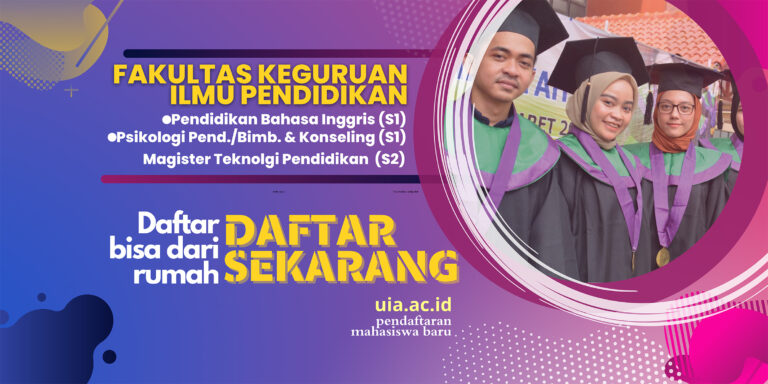 FAKULTAS KEGURUAN
ILMU PENDIDIKAN
●Pendidikan Bahasa Inggris (S1)
●Psikologi Pend./Bimb. & Konseling (S1)
Magister Teknolgi Pendidikan (S2)
Daftar
bisa dari
rumah
DAFTAR
SEKARANG
uia.ac.id
pendaftaran
mahasiswa baru